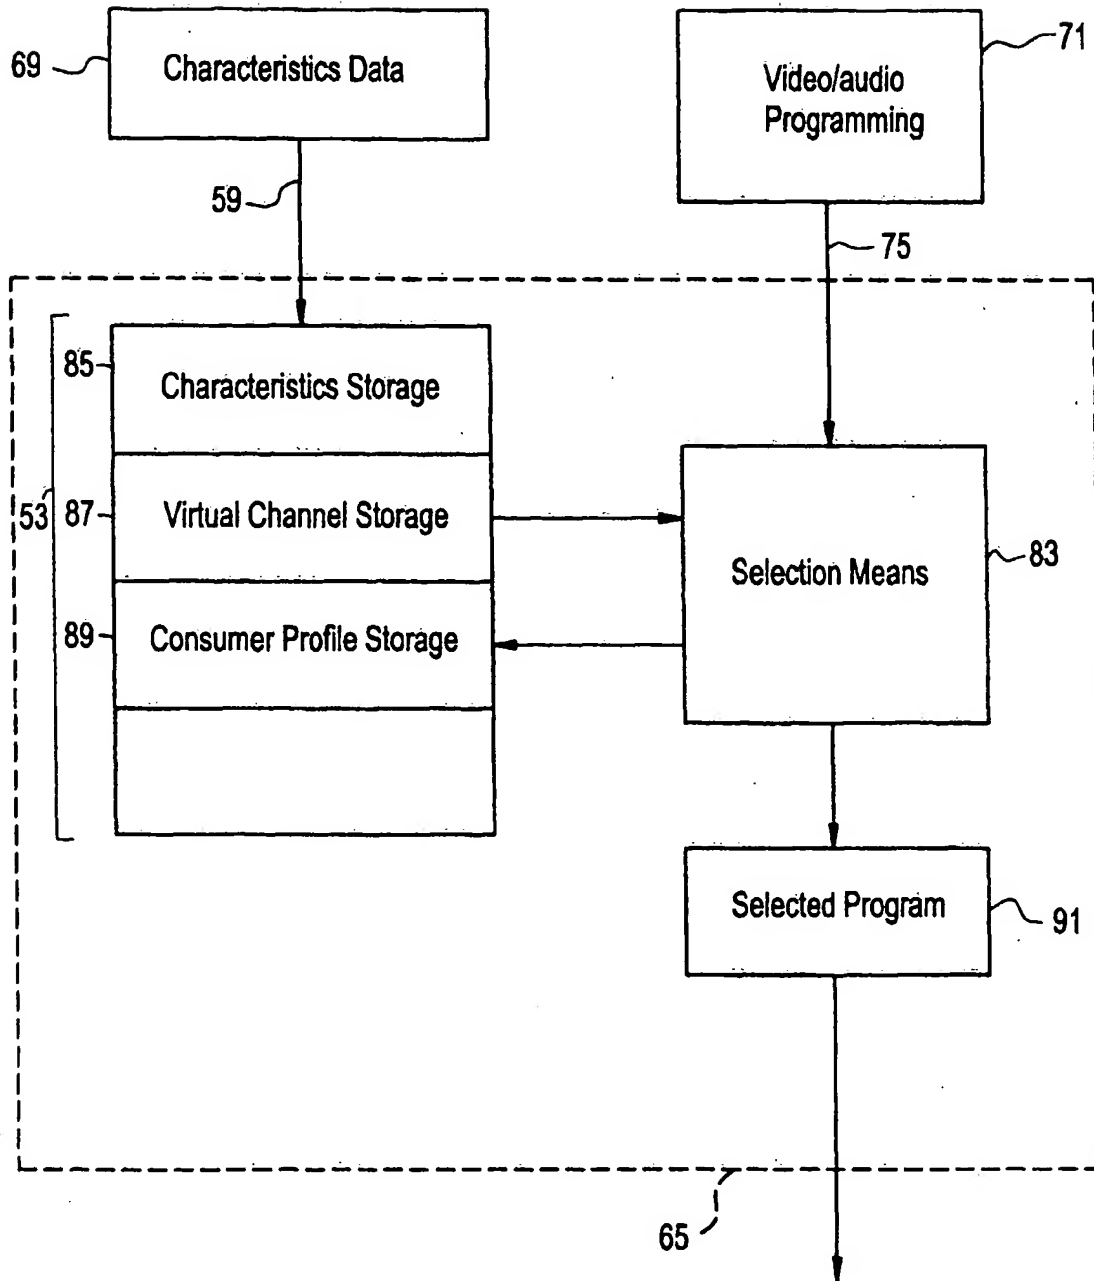 69
Characteristics Data
71
Video/audio
Programming
59
75
85
Characteristics Storage
53
87
Virtual Channel Storage
83
Selection Means
89
Consumer Profile Storage
Selected Program
91
65